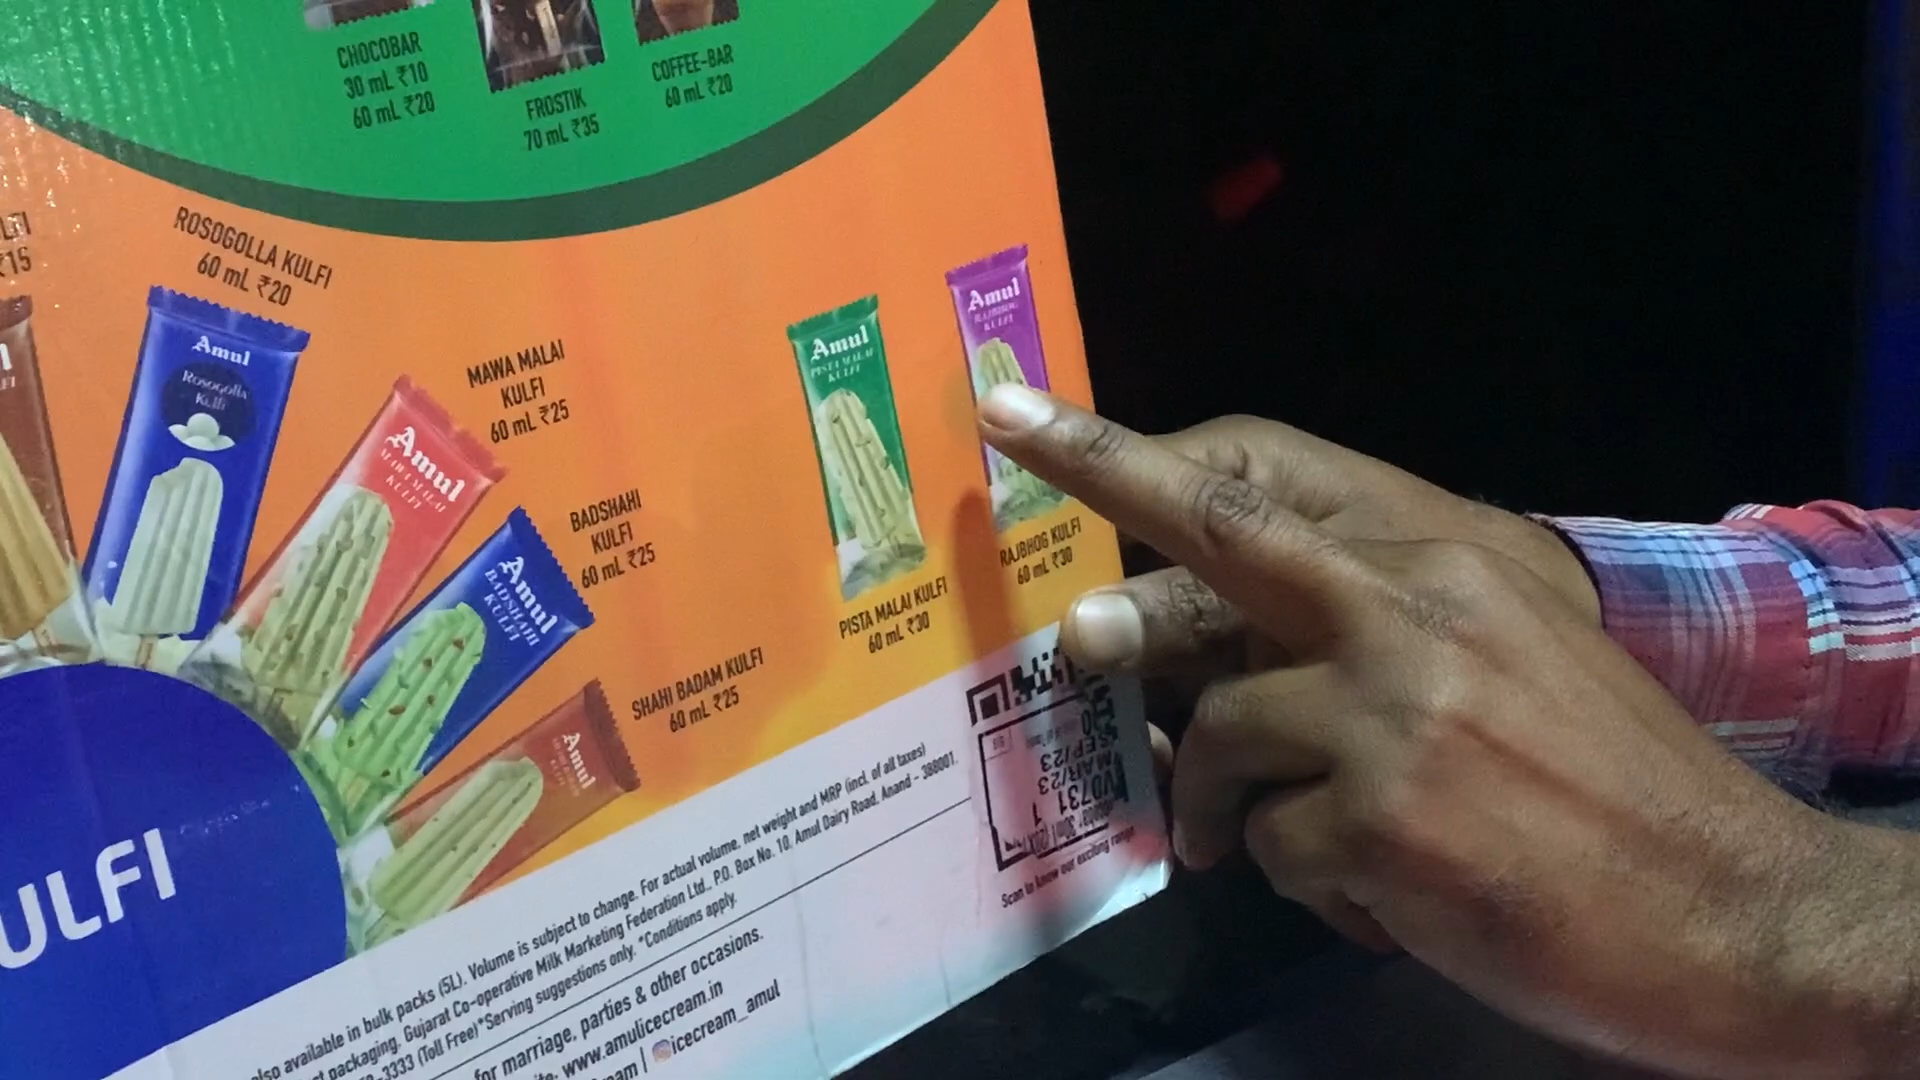 CHOCOBAR
30 mL ₹10
60 mL ₹20
FROSTIK
70 mL ₹35
COFFEE-BAR
60 mL ₹20
₹15
ROSOGOLLA KULFI
60 mL ₹20
Amul
Rosogolla
Kulfi
MAWA MALAI
KULFI
60 mL ₹25
Amul
MAWA MALAI
KULFI
BADSHAHI
KULFI
60 mL ₹25
Amul
BADSHAHI
KULFI
SHAHI BADAM KULFI
60 mL ₹25
Amul
Amul
PISTA MALAI
KULFI
PISTA MALAI KULFI
60 mL ₹30
Amul
RAJBHOG
KULFI
RAJBHOG KULFI
60 mL ₹30
ULFI
SEP/23
MAR/23
V0731
1
Scan to know our exciting range
also available in bulk packs (5L). Volume is subject to change. For actual volume, net weight and MRP (incl. of all taxes)
packaging. Gujarat Co-operative Milk Marketing Federation Ltd., P.O. Box No. 10, Amul Dairy Road, Anand - 388001.
-3333 (Toll Free)*Serving suggestions only. *Conditions apply.
for marriage, parties & other occasions.
www.amulicecream.in
| icecream_amul